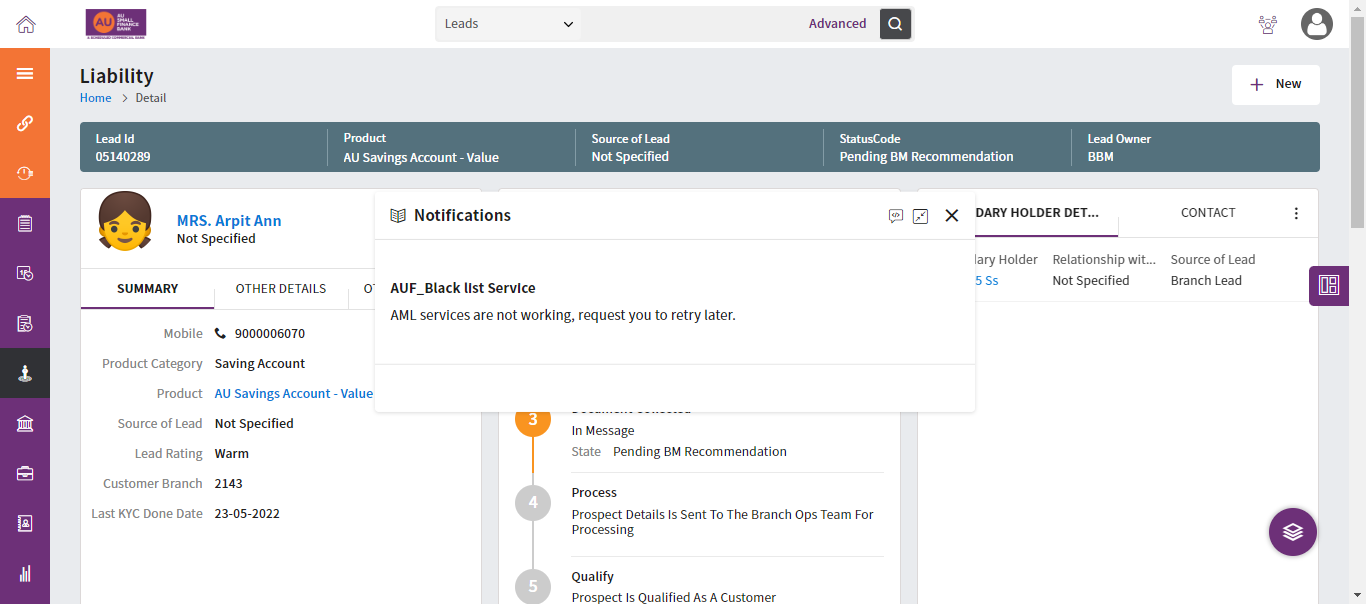 AU
AU
SMALL
FINANCE
BANK
A SCHEDULED COMMERCIAL BANK
Leads
Advanced
Liability
Home > Detail
+ New
Lead Id
05140289
Product
AU Savings Account - Value
Source of Lead
Not Specified
StatusCode
Pending BM Recommendation
Lead Owner
BBM
MRS. Arpit Ann
Not Specified
SUMMARY
OTHER DETAILS
Mobile 9000006070
Product Category Saving Account
Product AU Savings Account - Value
Source of Lead Not Specified
Lead Rating Warm
Customer Branch 2143
Last KYC Done Date 23-05-2022
Notifications
AUF_Black list Service
AML services are not working, request you to retry later.
3
Document Collected
In Message
State Pending BM Recommendation
4
Process
Prospect Details Is Sent To The Branch Ops Team For
Processing
5
Qualify
Prospect Is Qualified As A Customer
DARY HOLDER DET...
CONTACT
dary Holder
5 Ss
Relationship wit...
Not Specified
Source of Lead
Branch Lead